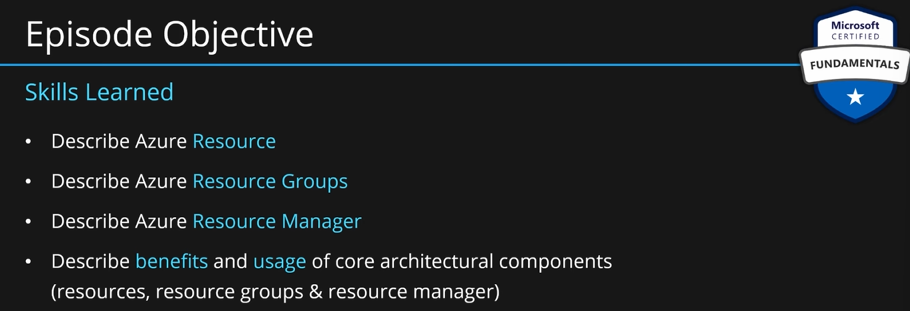 Episode Objective
Microsoft
CERTIFIED
FUNDAMENTALS
Skills Learned
• Describe Azure Resource
• Describe Azure Resource Groups
• Describe Azure Resource Manager
• Describe benefits and usage of core architectural components
(resources, resource groups & resource manager)